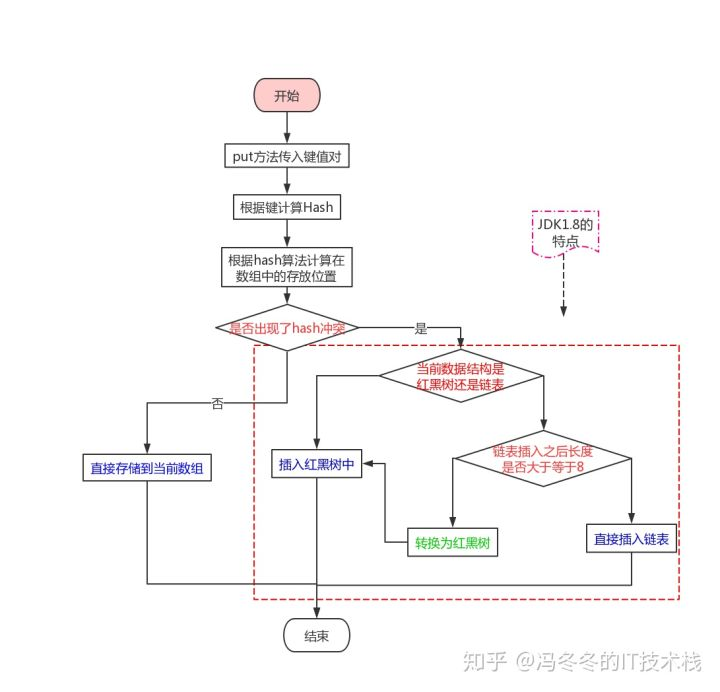 开始
put方法传入键值对
根据键计算Hash
根据hash算法计算在
数组中的存放位置
JDK1.8的
特点
是否出现了hash冲突
是
否
当前数据结构是
红黑树还是链表
链表插入之后长度
是否大于等于8
直接存储到当前数组
插入红黑树中
转换为红黑树
直接插入链表
结束
知乎 @冯冬冬的IT技术栈